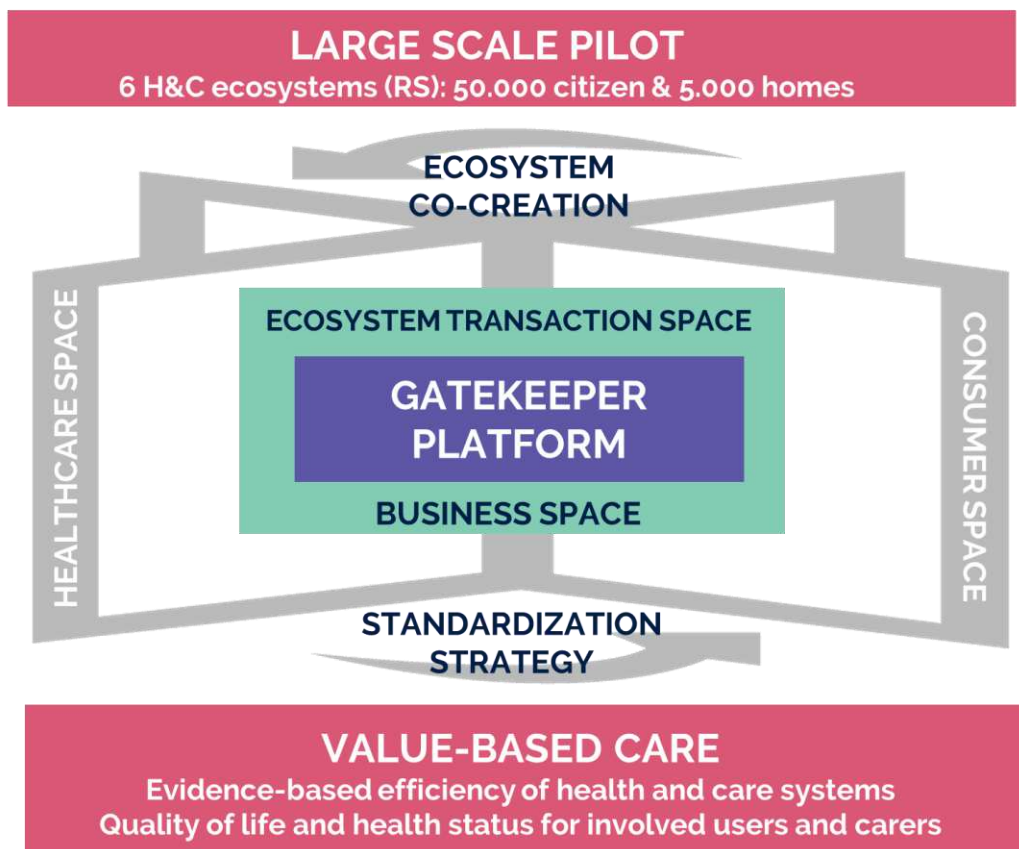 LARGE SCALE PILOT
6 H&C ecosystems (RS): 50.000 citizen & 5.000 homes
ECOSYSTEM
CO-CREATION
HEALTHCARE SPACE
ECOSYSTEM TRANSACTION SPACE
GATEKEEPER
PLATFORM
BUSINESS SPACE
CONSUMER SPACE
STANDARDIZATION
STRATEGY
VALUE-BASED CARE
Evidence-based efficiency of health and care systems
Quality of life and health status for involved users and carers